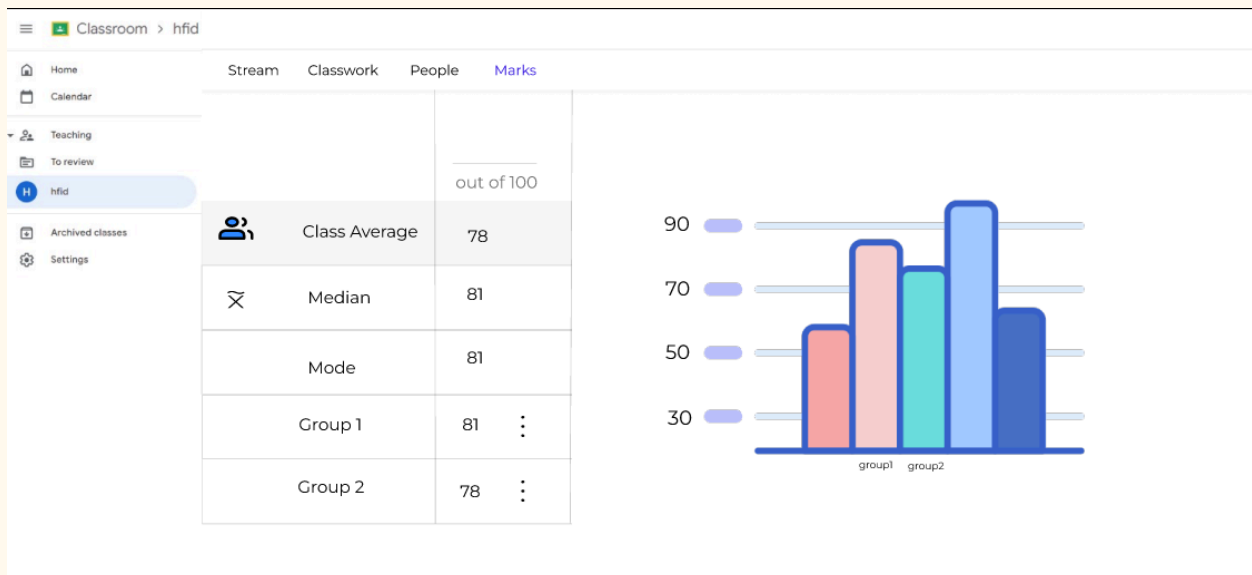 Classroom > hfid
Home
Calendar
Teaching
To review
H hfid
Archived classes
Settings
Stream Classwork People Marks
out of 100
Class Average 78
x̃ Median 81
Mode 81
Group 1 81
Group 2 78
90
70
50
30
group1 group2